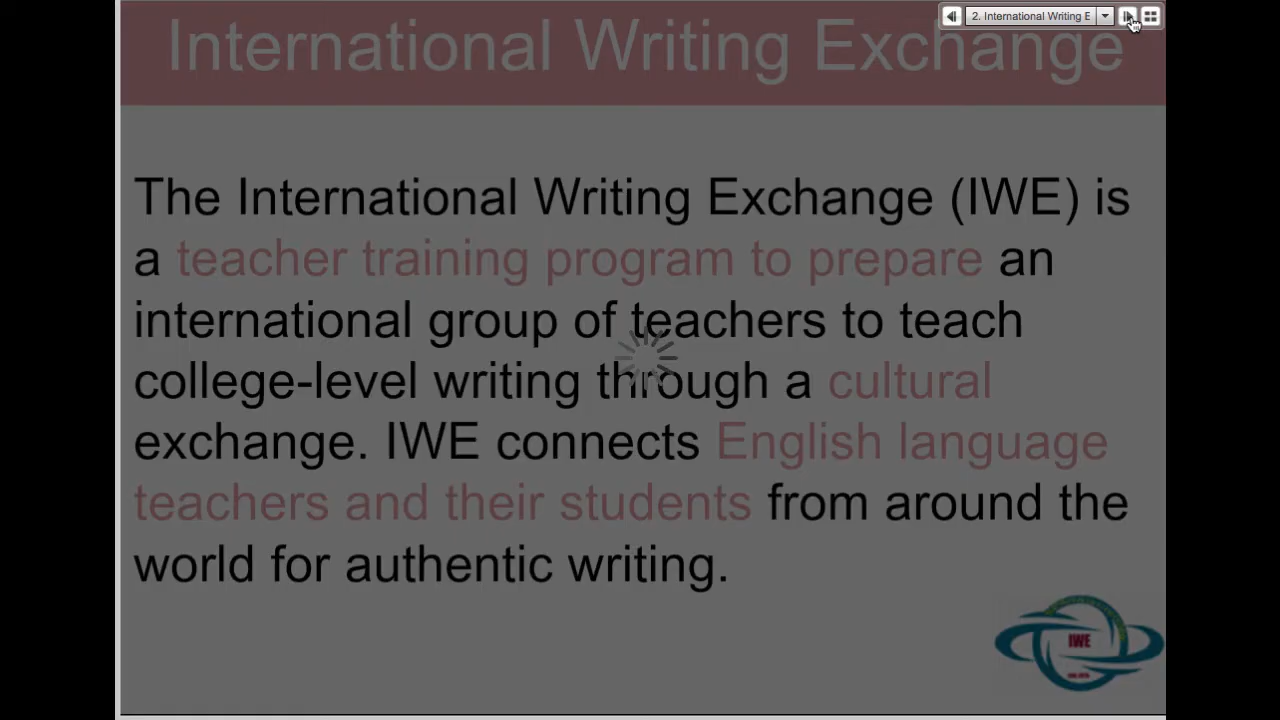 2. International Writing E
International Writing Exchange
The International Writing Exchange (IWE) is
a teacher training program to prepare an
international group of teachers to teach
college-level writing through a cultural
exchange. IWE connects English language
teachers and their students from around the
world for authentic writing.
IWE